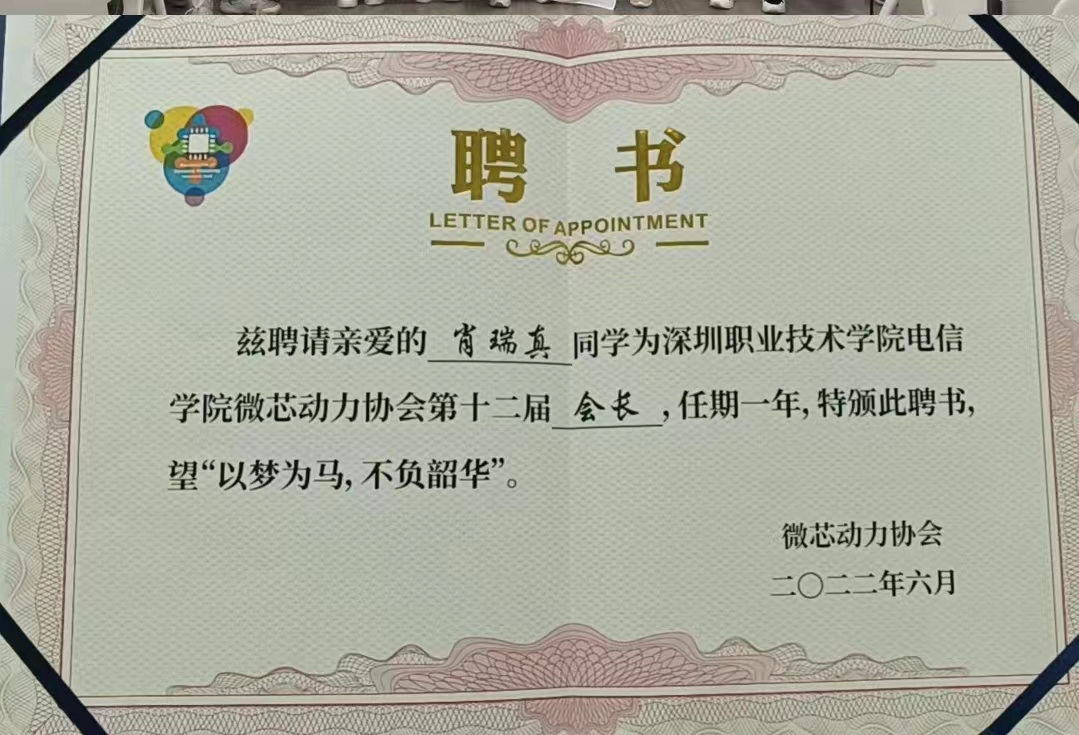 聘 书
LETTER OF APPOINTMENT
兹聘请亲爱的 肖瑞真 同学为深圳职业技术学院电信
学院微芯动力协会第十二届 会长 ,任期一年,特颁此聘书,
望“以梦为马,不负韶华”。
微芯动力协会
二〇二二年六月